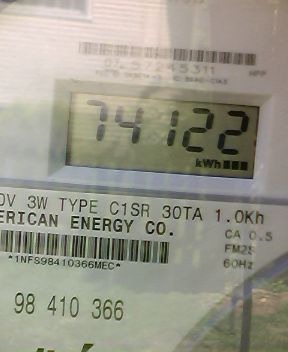 74122
kWh
0V 3W TYPE C1SR 30TA 1.0Kh
ERICAN ENERGY CO.
CA 0.5
*1NFS98410366MEC*
60Hz
98 410 366